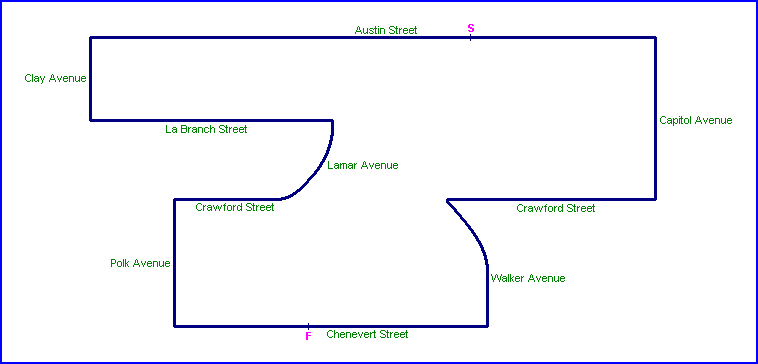 S
Austin Street
Clay Avenue
Capitol Avenue
La Branch Street
Lamar Avenue
Crawford Street
Crawford Street
Polk Avenue
Walker Avenue
F
Chenevert Street